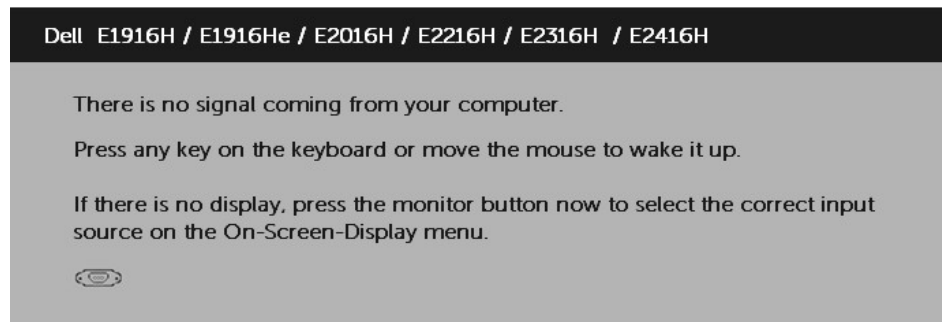 Dell E1916H / E1916He / E2016H / E2216H / E2316H / E2416H
There is no signal coming from your computer.
Press any key on the keyboard or move the mouse to wake it up.
If there is no display, press the monitor button now to select the correct input
source on the On-Screen-Display menu.